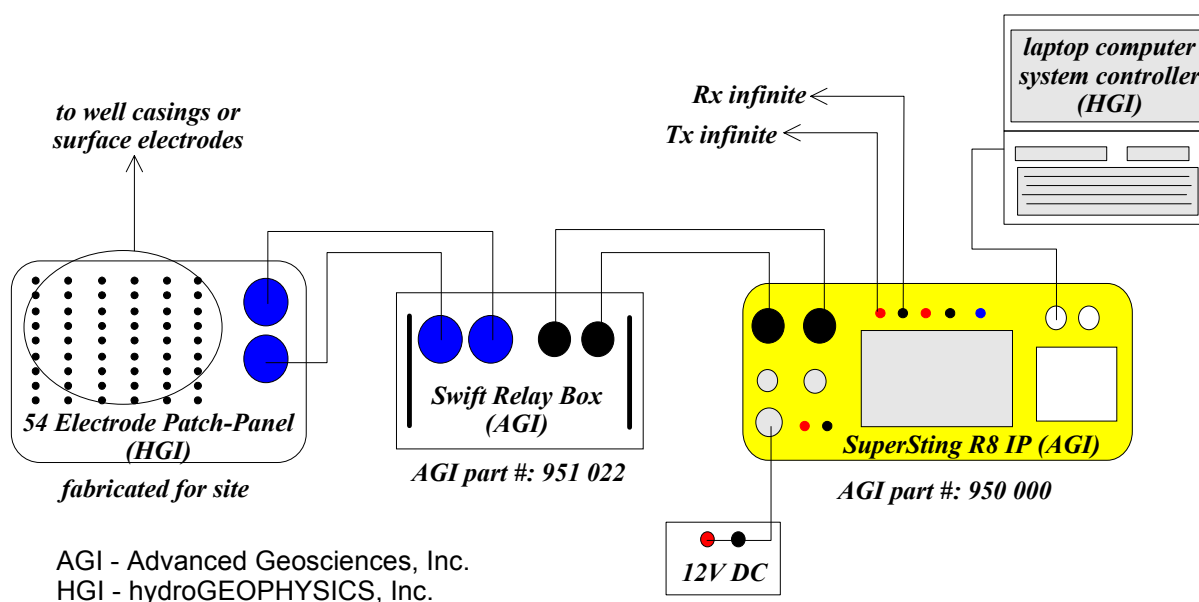 laptop computer
system controller
(HGI)
Rx infinite
Tx infinite
to well casings or
surface electrodes
54 Electrode Patch-Panel
(HGI)
fabricated for site
Swift Relay Box
(AGI)
AGI part #: 951 022
SuperSting R8 IP (AGI)
AGI part #: 950 000
12V DC
AGI - Advanced Geosciences, Inc.
HGI - hydroGEOPHYSICS, Inc.